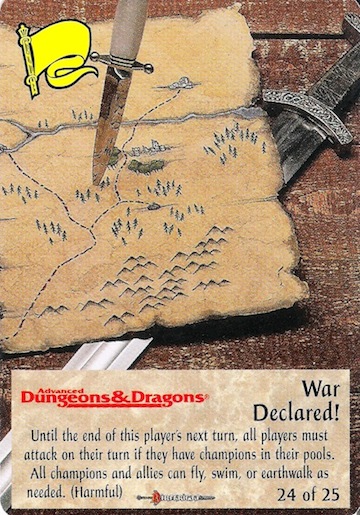 Advanced
Dungeons & Dragons®
War
Declared!
Until the end of this player's next turn, all players must
attack on their turn if they have champions in their pools.
All champions and allies can fly, swim, or earthwalk as
needed. (Harmful)
24 of 25